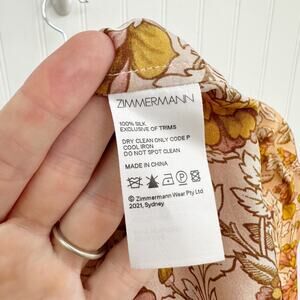 ZIMMERMANN
100% SILK
EXCLUSIVE OF TRIMS
DRY CLEAN ONLY CODE P
COOL IRON
DO NOT SPOT CLEAN
MADE IN CHINA
© Zimmermann Wear Pty Ltd
2021, Sydney